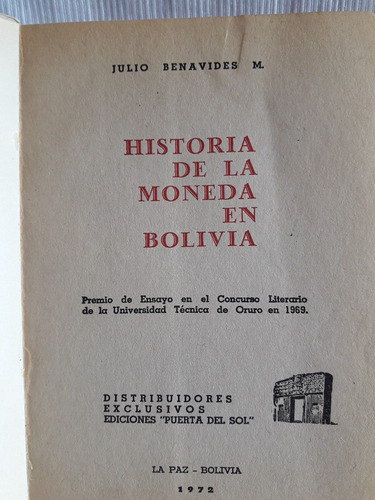 JULIO BENAVIDES M.
HISTORIA
DE LA
MONEDA
EN
BOLIVIA
Premio de Ensayo en el Concurso Literario
de la Universidad Técnica de Oruro en 1969.
DISTRIBUIDORES
EXCLUSIVOS
EDICIONES "PUERTA DEL SOL"
LA PAZ - BOLIVIA
1972